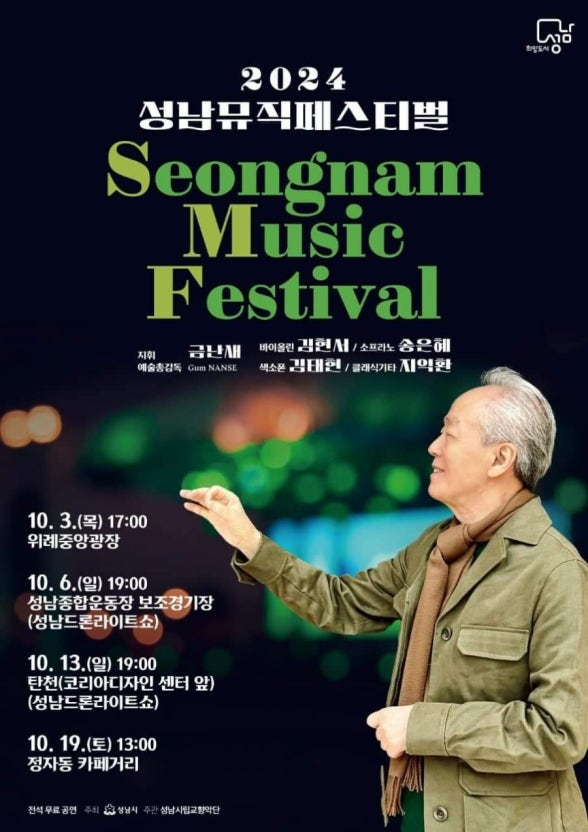 희망도시
성남
2024
성남뮤직페스티벌
Seongnam
Music
Festival
지휘
예술총감독
금난새
Gum NANSE
바이올린 김헌서 / 소프라노 송은혜
색소폰 김태현 / 클래식기타 지익환
10. 3.(목) 17:00
위례중앙광장
10. 6.(일) 19:00
성남종합운동장 보조경기장
(성남드론라이트쇼)
10. 13.(일) 19:00
탄천(코리아디자인 센터 앞)
(성남드론라이트쇼)
10. 19.(토) 13:00
정자동 카페거리
전석 무료 공연 주최 성남시 주관 성남시립교향악단